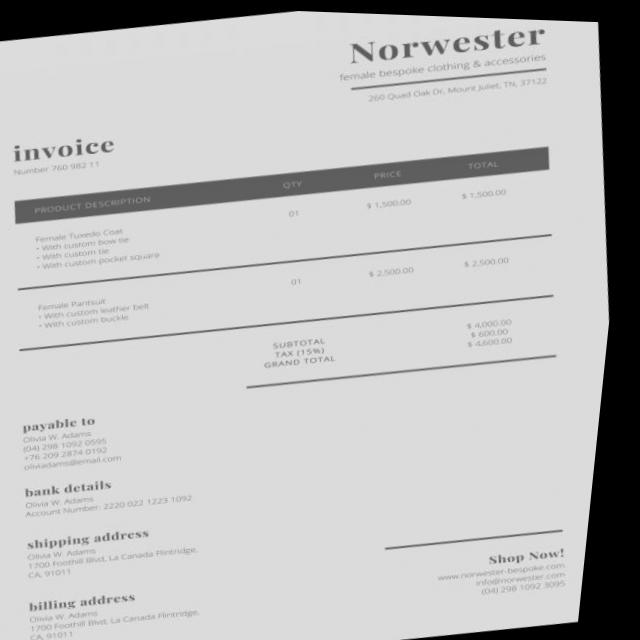 Norwester
female bespoke clothing & accessories
260 Quad Oak Dr, Mount Juliet, TN, 37122
invoice
Number 760 982 11
PRODUCT DESCRIPTION QTY PRICE TOTAL
Female Tuxedo Coat 01 $ 1,500.00 $ 1,500.00
• With custom bow tie
• With custom tie
• With custom pocket square
Female Pantsuit 01 $ 2,500.00 $ 2,500.00
• With custom leather belt
• With custom buckle
SUBTOTAL $ 4,000.00
TAX (15%) $ 600.00
GRAND TOTAL $ 4,600.00
payable to
Olivia W. Adams
(04) 298 1092 0595
+76 209 2874 0192
oliviadams@email.com
bank details
Olivia W. Adams
Account Number: 2220 022 1223 1092
shipping address
Olivia W. Adams
1700 Foothill Blvd, La Canada Flintridge,
CA, 91011
billing address
Olivia W. Adams
1700 Foothill Blvd, La Canada Flintridge,
CA, 91011
Shop Now!
www.norwester-bespoke.com
info@norwester.com
(04) 298 1092 3095